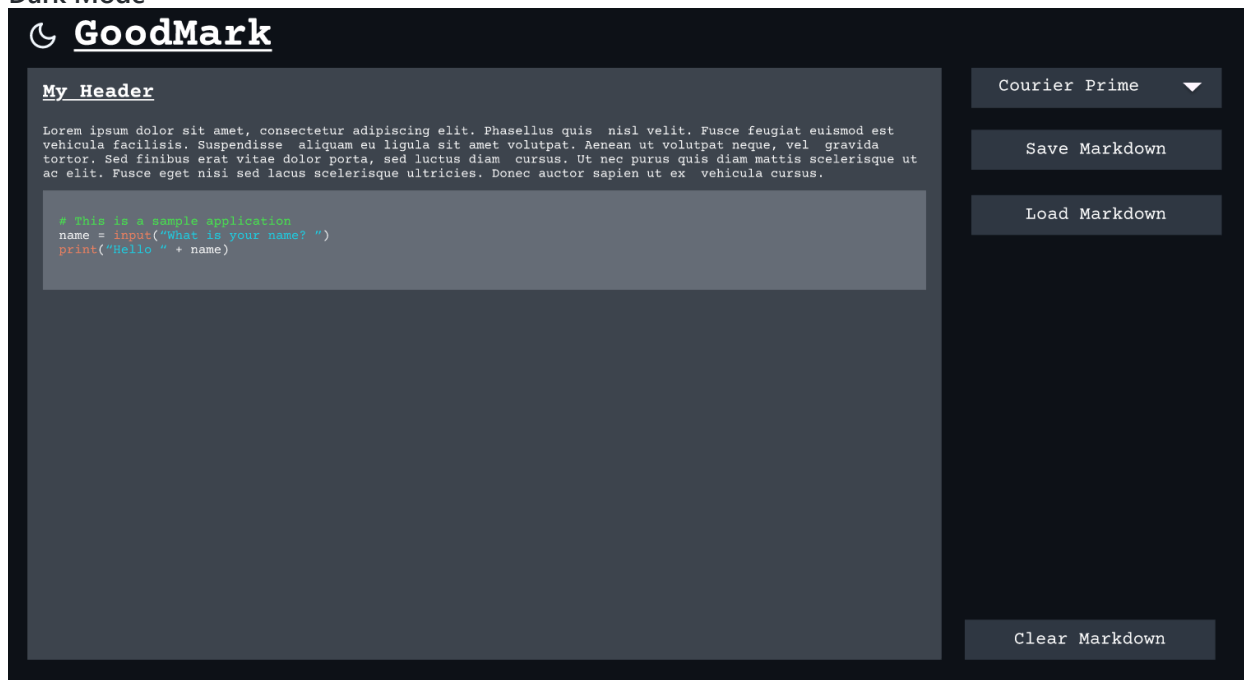 Dark Mode
GoodMark
My Header
Lorem ipsum dolor sit amet, consectetur adipiscing elit. Phasellus quis  nisl velit. Fusce feugiat euismod est
vehicula facilisis. Suspendisse  aliquam eu ligula sit amet volutpat. Aenean ut volutpat neque, vel  gravida
tortor. Sed finibus erat vitae dolor porta, sed luctus diam  cursus. Ut nec purus quis diam mattis scelerisque ut
ac elit. Fusce eget nisi sed lacus scelerisque ultricies. Donec auctor sapien ut ex  vehicula cursus.
# This is a sample application
name = input(“What is your name? ”)
print(“Hello “ + name)
Courier Prime
Save Markdown
Load Markdown
Clear Markdown